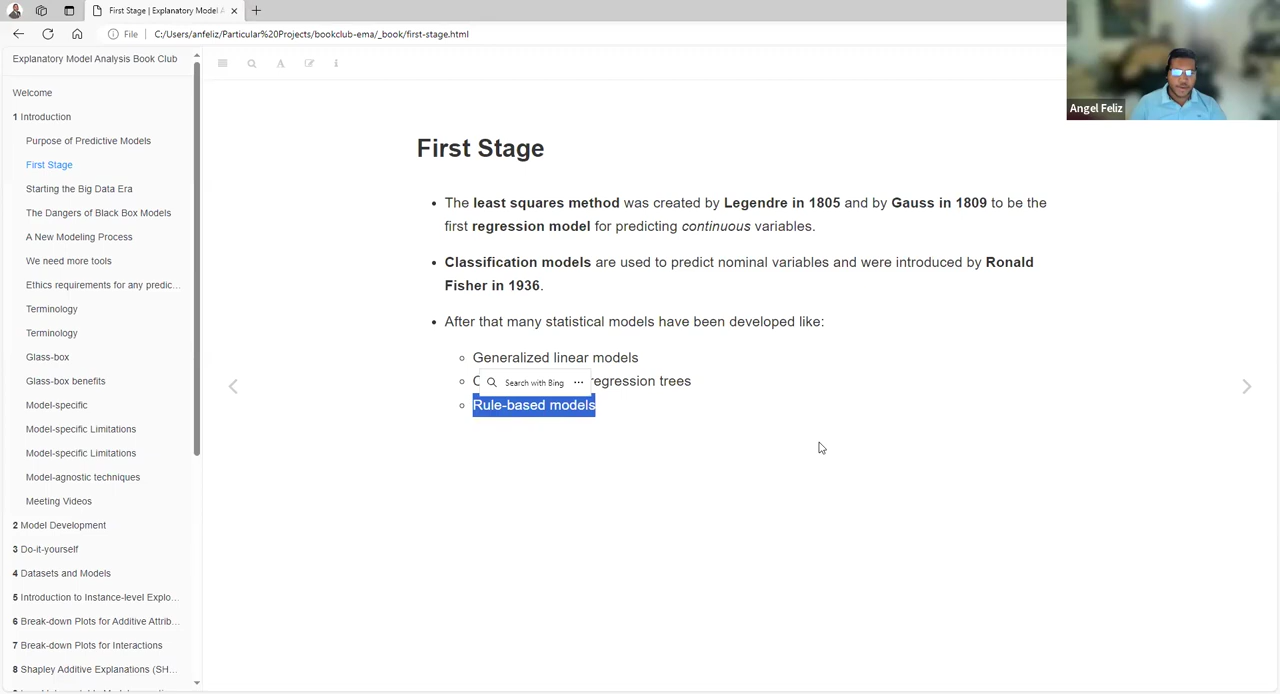 First Stage | Explanatory Model A
File
C:/Users/anfeliz/Particular%20Projects/bookclub-ema/_book/first-stage.html
Angel Feliz
Explanatory Model Analysis Book Club
Welcome
1 Introduction
Purpose of Predictive Models
First Stage
Starting the Big Data Era
The Dangers of Black Box Models
A New Modeling Process
We need more tools
Ethics requirements for any predic...
Terminology
Terminology
Glass-box
Glass-box benefits
Model-specific
Model-specific Limitations
Model-specific Limitations
Model-agnostic techniques
Meeting Videos
2 Model Development
3 Do-it-yourself
4 Datasets and Models
5 Introduction to Instance-level Explo...
6 Break-down Plots for Additive Attrib...
7 Break-down Plots for Interactions
8 Shapley Additive Explanations (SH...
First Stage
• The least squares method was created by Legendre in 1805 and by Gauss in 1809 to be the
first regression model for predicting continuous variables.
• Classification models are used to predict nominal variables and were introduced by Ronald
Fisher in 1936.
• After that many statistical models have been developed like:
Generalized linear models
Search with Bing ...
regression trees
Rule-based models